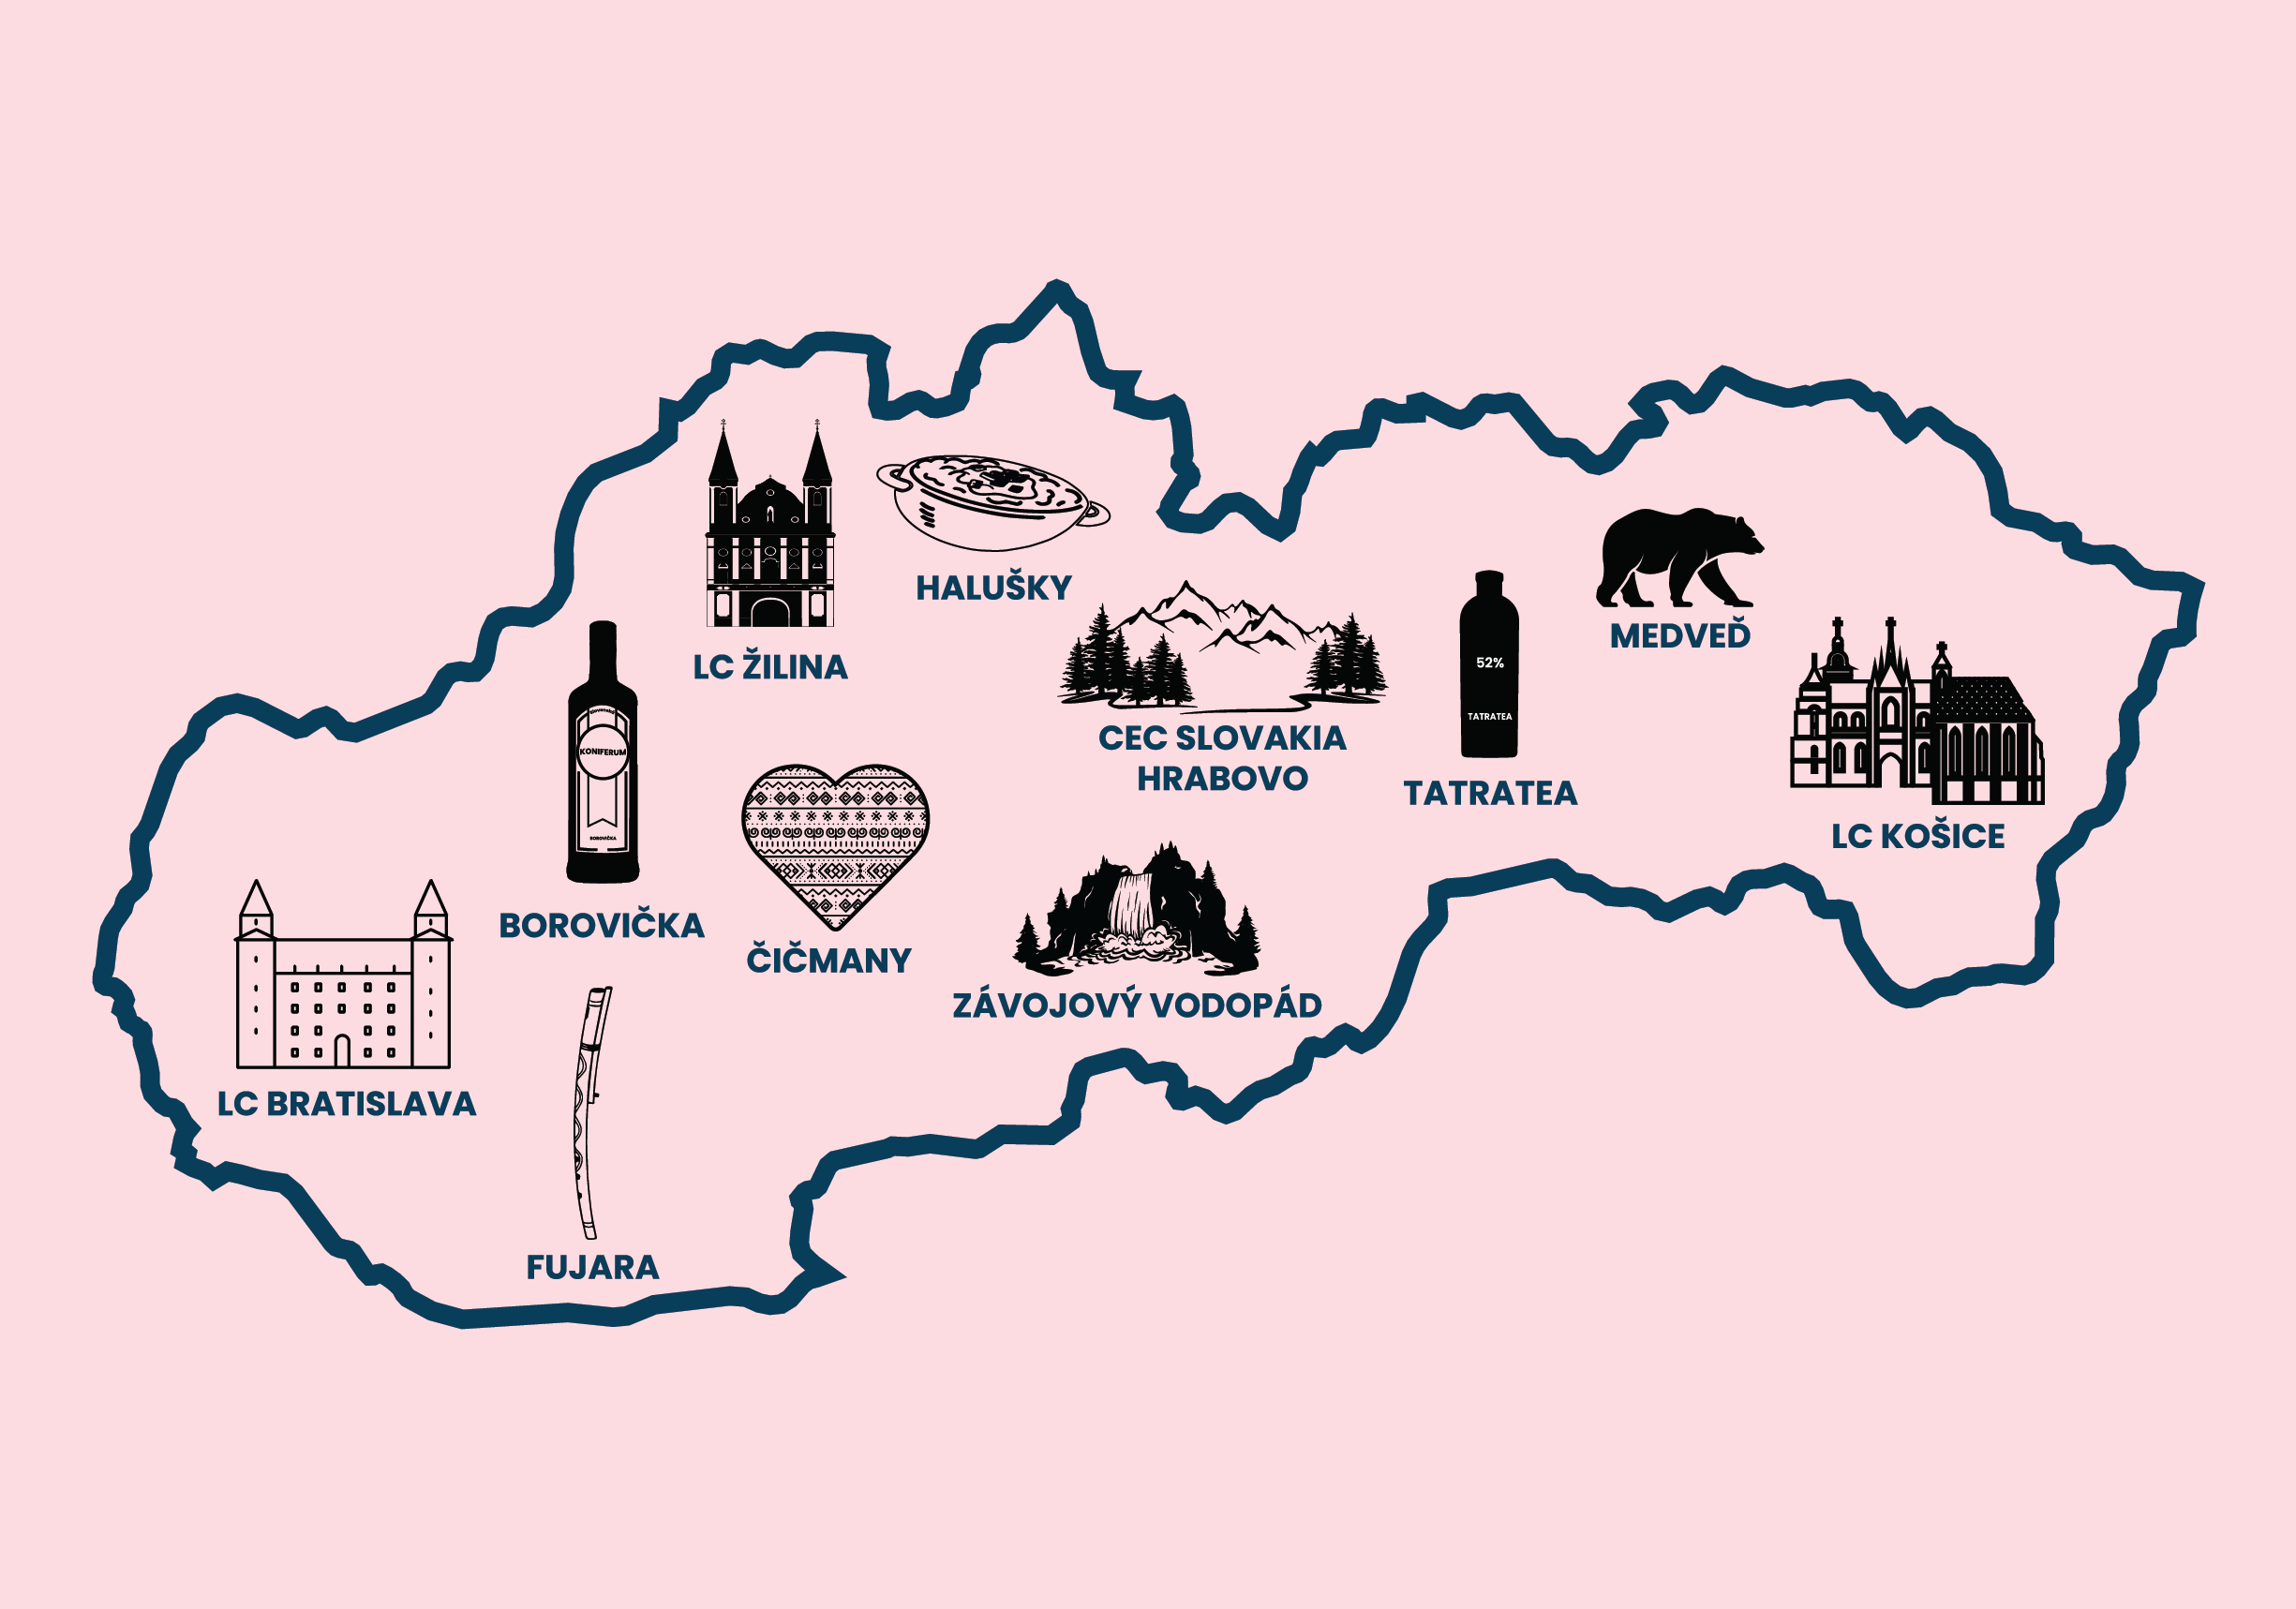 HALUŠKY
LC ŽILINA
MEDVEĎ
Slovenská
KONIFERUM
BOROVIČKA
52%
TATRATEA
CEC SLOVAKIA
HRABOVO
TATRATEA
LC KOŠICE
BOROVIČKA
ČIČMANY
ZÁVOJOVÝ VODOPÁD
LC BRATISLAVA
FUJARA